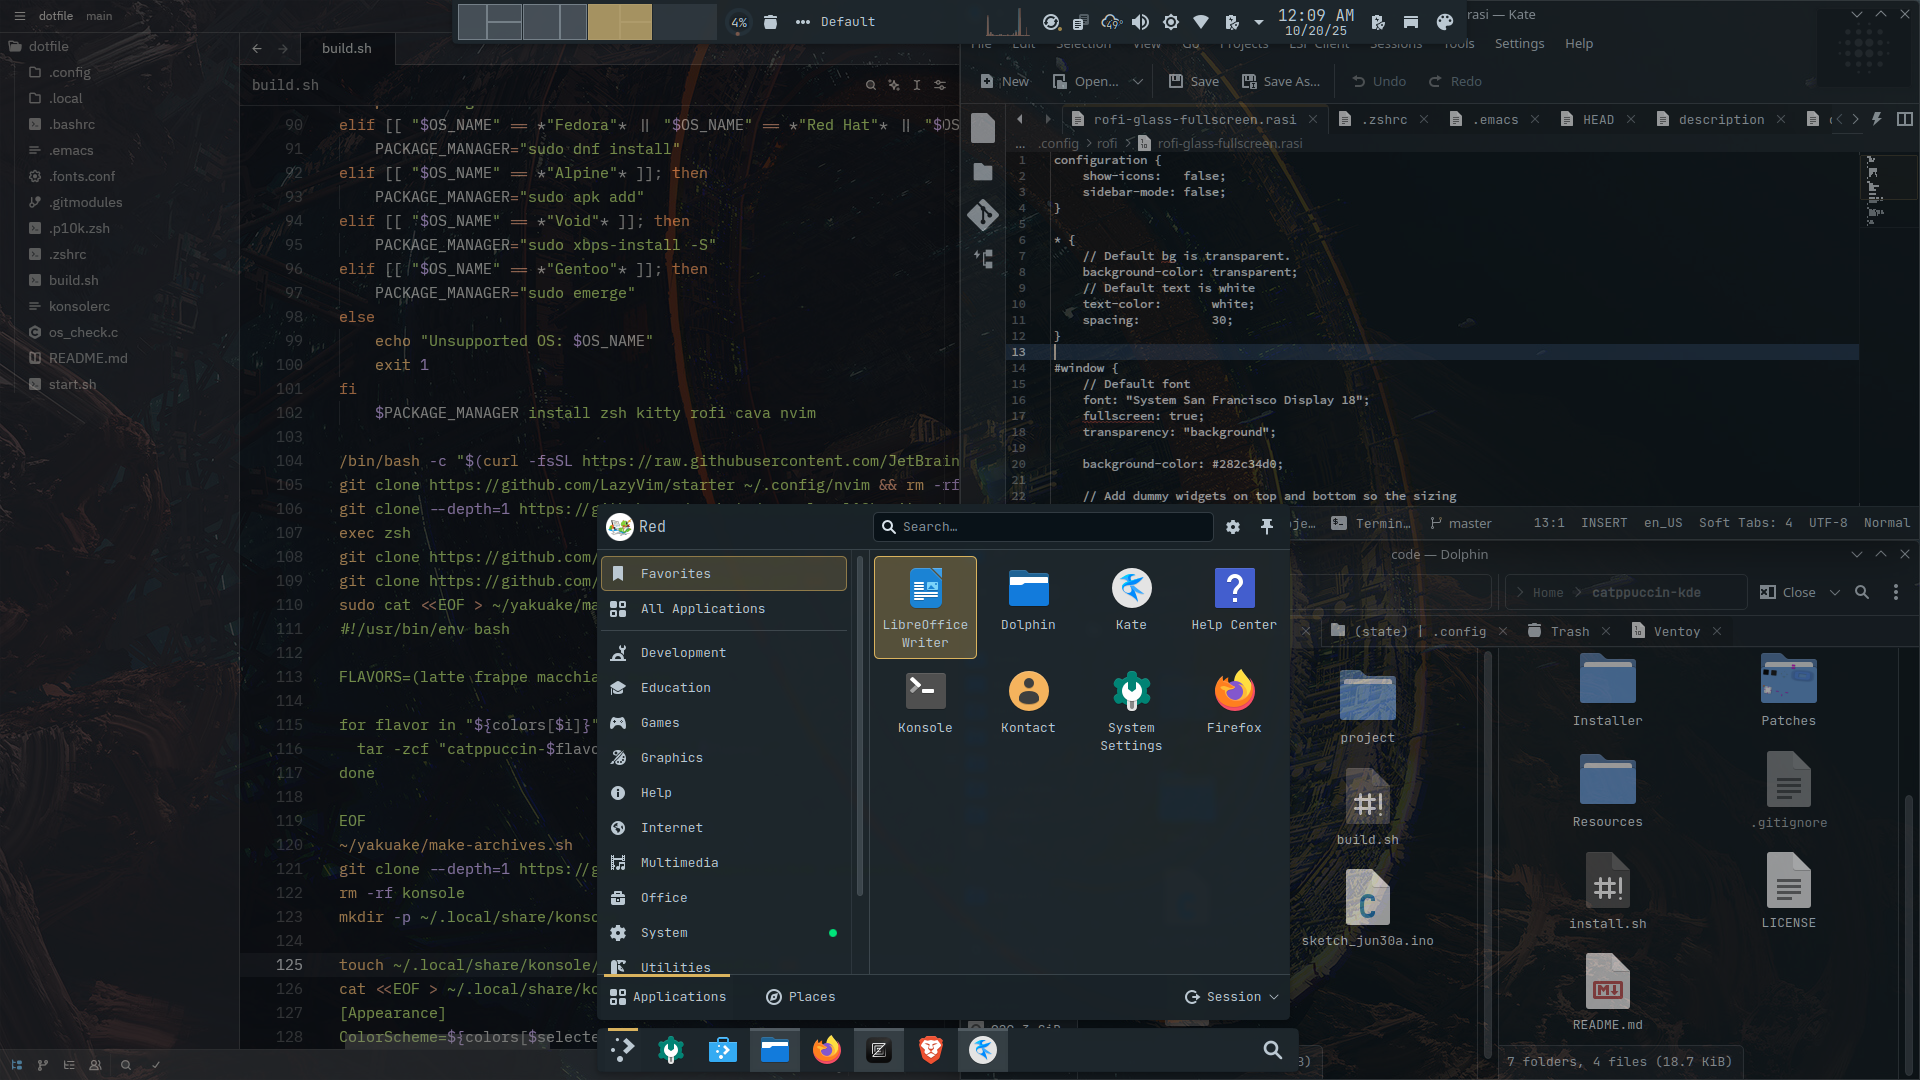 dotfile main
dotfile
.config
.local
.bashrc
.emacs
.fonts.conf
.gitmodules
.p10k.zsh
.zshrc
build.sh
konsolerc
os_check.c
README.md
start.sh
build.sh
build.sh
90 elif [[ "$OS_NAME" == *"Fedora"* || "$OS_NAME" == *"Red Hat"* || "$OS
91 PACKAGE_MANAGER="sudo dnf install"
92 elif [[ "$OS_NAME" == *"Alpine"* ]]; then
93 PACKAGE_MANAGER="sudo apk add"
94 elif [[ "$OS_NAME" == *"Void"* ]]; then
95 PACKAGE_MANAGER="sudo xbps-install -S"
96 elif [[ "$OS_NAME" == *"Gentoo"* ]]; then
97 PACKAGE_MANAGER="sudo emerge"
98 else
99 echo "Unsupported OS: $OS_NAME"
100 exit 1
101 fi
102 $PACKAGE_MANAGER install zsh kitty rofi cava nvim
103
104 /bin/bash -c "$(curl -fsSL https://raw.githubusercontent.com/JetBrain
105 git clone https://github.com/LazyVim/starter ~/.config/nvim && rm -rf
106 git clone --depth=1 https://g
107 exec zsh
108 git clone https://github.com/
109 git clone https://github.com/
110 sudo cat <<EOF > ~/yakuake/ma
111 #!/usr/bin/env bash
112
113 FLAVORS=(latte frappe macchia
114
115 for flavor in "${colors[$i]}"
116 tar -zcf "catppuccin-$flavo
117 done
118
119 EOF
120 ~/yakuake/make-archives.sh
121 git clone --depth=1 https://g
122 rm -rf konsole
123 mkdir -p ~/.local/share/konso
124
125 touch ~/.local/share/konsole/
126 cat <<EOF > ~/.local/share/ko
127 [Appearance]
128 ColorScheme=${colors[$selecte
4%
Default
49°
12:09 AM
10/20/25
rasi — Kate
File Edit Selection View Go Projects LSP Client Sessions Tools Settings Help
New Open... Save Save As... Undo Redo
rofi-glass-fullscreen.rasi .zshrc .emacs HEAD description
... .config rofi rofi-glass-fullscreen.rasi
1 configuration {
2 show-icons: false;
3 sidebar-mode: false;
4 }
5
6 * {
7 // Default bg is transparent.
8 background-color: transparent;
9 // Default text is white
10 text-color: white;
11 spacing: 30;
12 }
13
14 #window {
15 // Default font
16 font: "System San Francisco Display 18";
17 fullscreen: true;
18 transparency: "background";
19
20 background-color: #282c34d0;
21
22 // Add dummy widgets on top and bottom so the sizing
je… Termin… master 13:1 INSERT en_US Soft Tabs: 4 UTF-8 Normal
Red
Search…
Favorites
All Applications
Development
Education
Games
Graphics
Help
Internet
Multimedia
Office
System
Utilities
LibreOffice Writer
Dolphin
Kate
Help Center
Konsole
Kontact
System Settings
Firefox
Applications Places Session
code — Dolphin
Home catppuccin-kde Close
(state) | .config Trash Ventoy
project
build.sh
sketch_jun30a.ino
Installer
Patches
Resources
.gitignore
install.sh
LICENSE
README.md
7 folders, 4 files (18.7 KiB)